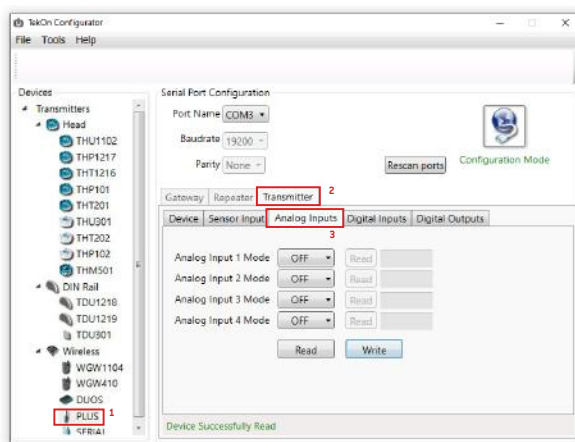 TekOn Configurator
File Tools Help
Devices
Transmitters
Head
THU1102
THP1217
THT1216
THP101
THT201
THU301
THT202
THP102
THM501
DIN Rail
TDU1218
TDU1219
TDU301
Wireless
WGW1104
WGW410
DUOS
PLUS 1
SERIAL
Serial Port Configuration
Port Name COM3
Baudrate 19200
Parity None
Rescan ports
Configuration Mode
Gateway Repeater Transmitter 2
Device Sensor Input Analog Inputs Digital Inputs Digital Outputs
3
Analog Input 1 Mode OFF Read
Analog Input 2 Mode OFF Read
Analog Input 3 Mode OFF Read
Analog Input 4 Mode OFF Read
Read Write
Device Successfully Read